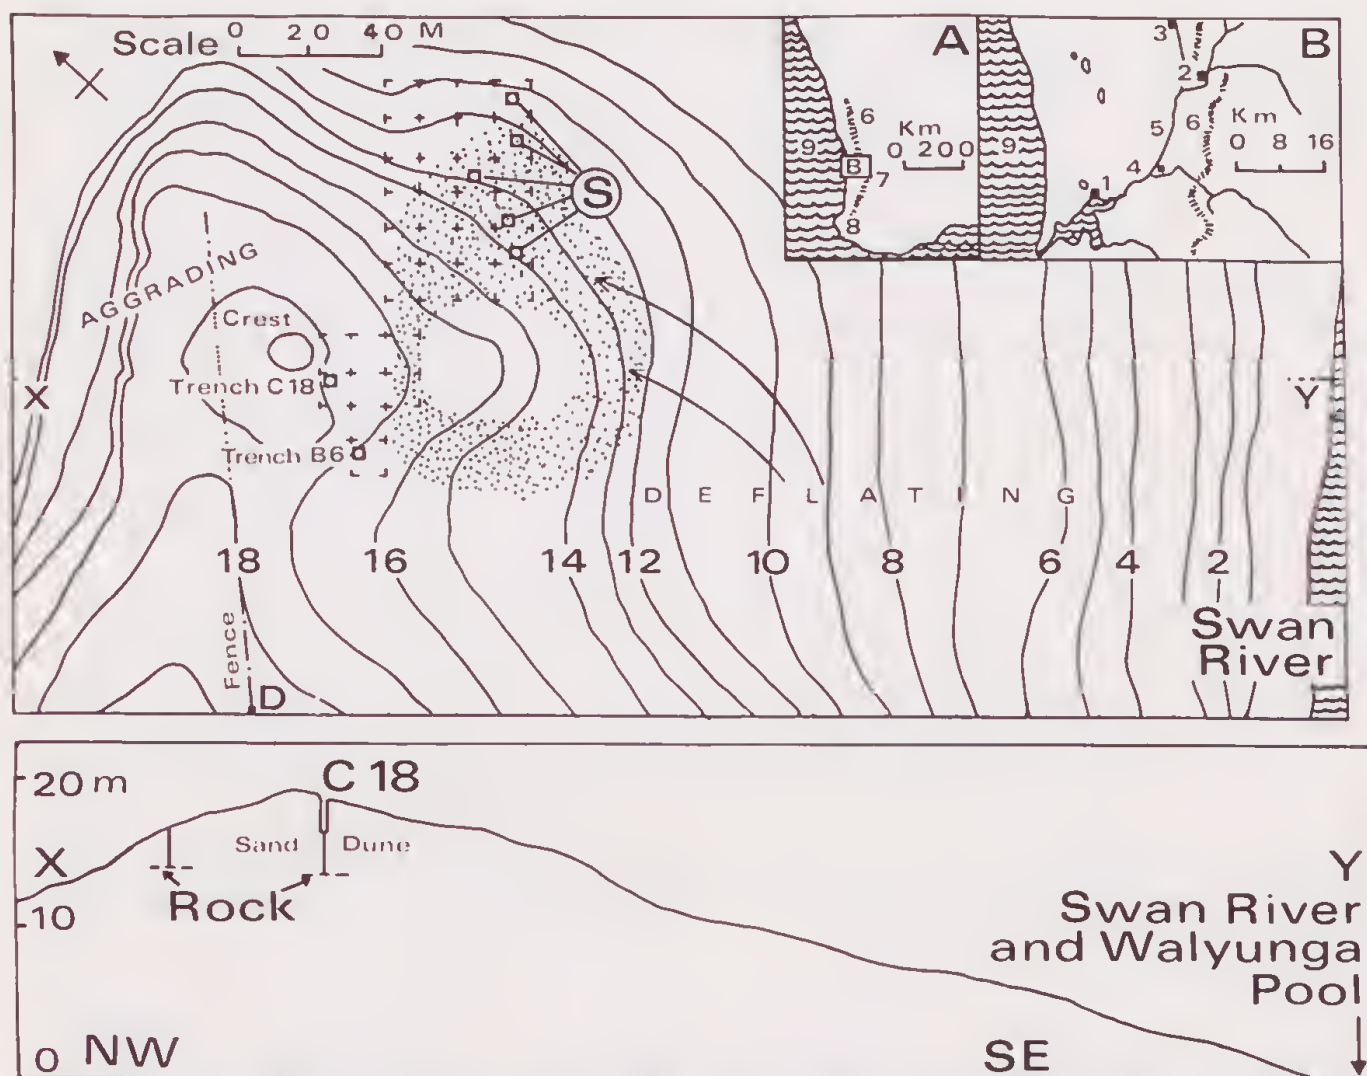 Scale 0 20 40 M
A
B
3
2
6
Km
0 200
9
B
7
8
9
5
6
Km
0 8 16
4
1
S
AGGRADING
Crest
X
Trench C18
Trench B6
Y
DEFLATING
18
16
14
12
10
8
6
4
2
Swan
River
Fence
D
20 m
C 18
X
Sand Dune
Rock
10
Y
Swan River
and Walyunga
Pool
0 NW
SE